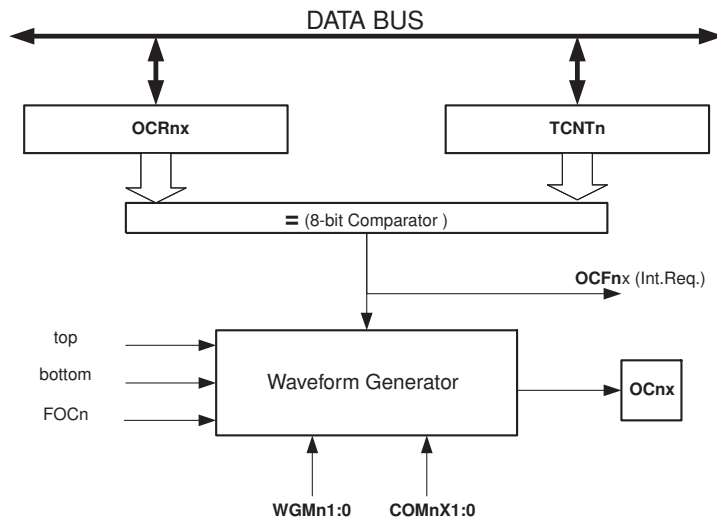 DATA BUS
OCRnx
TCNTn
= (8-bit Comparator )
OCFnx (Int.Req.)
top
bottom
FOCn
Waveform Generator
OCnx
WGMn1:0
COMnX1:0